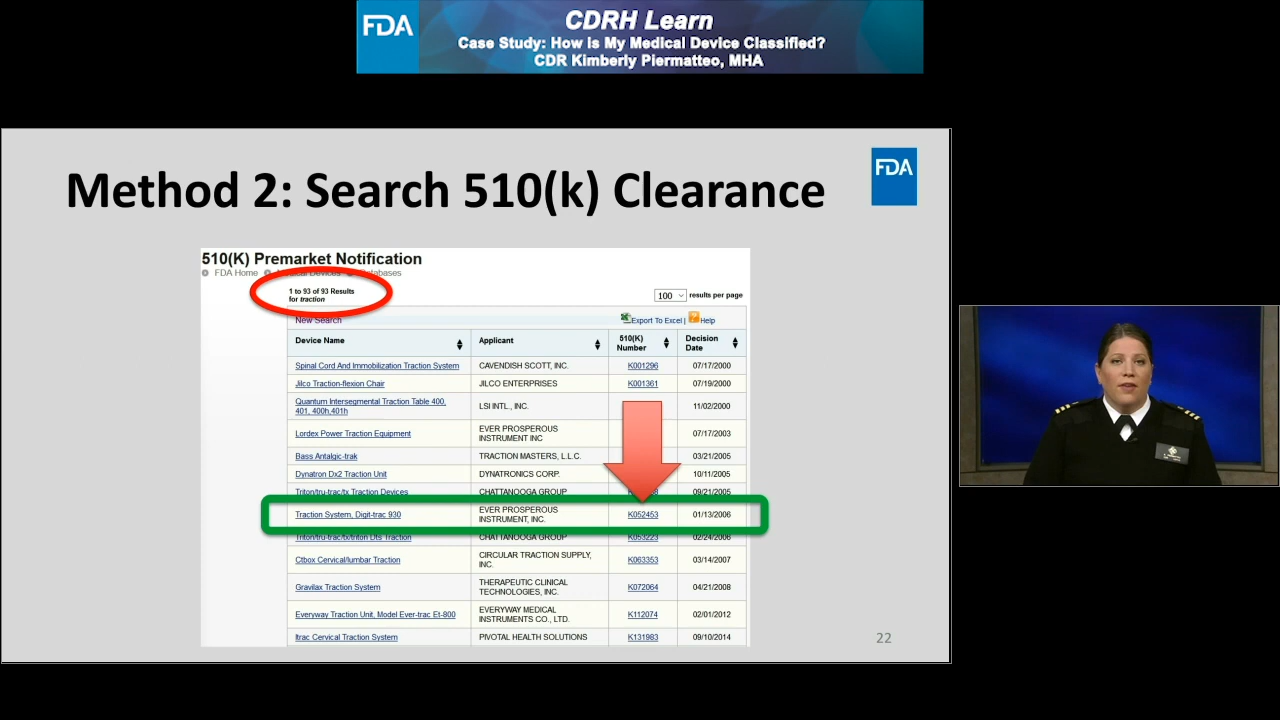 FDA
CDRH Learn
Case Study: How is My Medical Device Classified?
CDR Kimberly Piermatteo, MHA
Method 2: Search 510(k) Clearance
FDA
510(K) Premarket Notification
FDA Home Medical Devices Databases
1 to 93 of 93 Results
for traction
100 results per page
New Search
Export To Excel | Help
Device Name Applicant 510(K) Number Decision Date
Spinal Cord And Immobilization Traction System CAVENDISH SCOTT, INC. K001296 07/17/2000
Jilco Traction-flexion Chair JILCO ENTERPRISES K001361 07/19/2000
Quantum Intersegmental Traction Table 400, 401, 400h,401h LSI INTL., INC. 11/02/2000
Lordex Power Traction Equipment EVER PROSPEROUS INSTRUMENT INC 07/17/2003
Bass Antalgic-trak TRACTION MASTERS, L.L.C. 03/21/2005
Dynatron Dx2 Traction Unit DYNATRONICS CORP. 10/11/2005
Triton/tru-trac/tx Traction Devices CHATTANOOGA GROUP 09/21/2005
Traction System, Digit-trac 930 EVER PROSPEROUS INSTRUMENT, INC. K052453 01/13/2006
Triton/tru-trac/tx/triton Dts Traction CHATTANOOGA GROUP K053223 02/24/2006
Ctbox Cervical/lumbar Traction CIRCULAR TRACTION SUPPLY, INC. K063353 03/14/2007
Gravilax Traction System THERAPEUTIC CLINICAL TECHNOLOGIES, INC. K072064 04/21/2008
Everyway Traction Unit, Model Ever-trac Et-800 EVERYWAY MEDICAL INSTRUMENTS CO., LTD. K112074 02/01/2012
Itrac Cervical Traction System PIVOTAL HEALTH SOLUTIONS K131983 09/10/2014
22